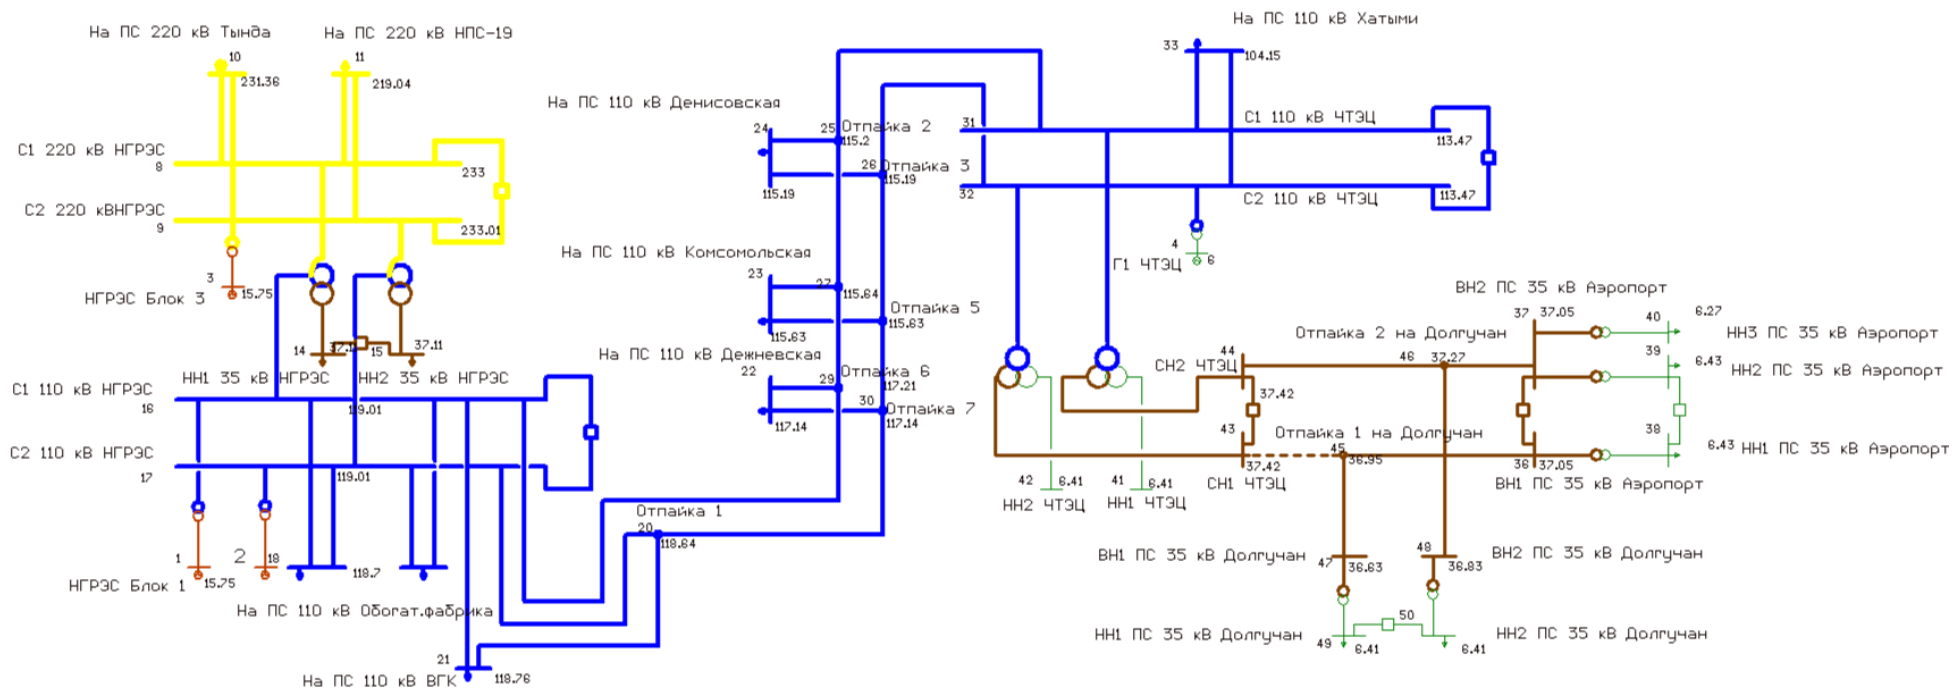 На ПС 220 кВ Тында
На ПС 220 кВ НПС-19
10
231.36
11
219.04
С1 220 кВ НГРЭС
8
233
С2 220 кВНГРЭС
9
233.01
3
15.75
НГРЭС Блок 3
14
15
37.11
НН1 35 кВ НГРЭС
НН2 35 кВ НГРЭС
С1 110 кВ НГРЭС
16
119.01
С2 110 кВ НГРЭС
17
119.01
1
15.75
НГРЭС Блок 1
2
18
118.7
На ПС 110 кВ Обогат.фабрика
21
118.76
На ПС 110 кВ ВГК
Отпайка 1
20
118.64
На ПС 110 кВ Денисовская
24
115.19
25
Отпайка 2
115.2
26
Отпайка 3
115.19
На ПС 110 кВ Комсомольская
23
115.63
27
115.64
Отпайка 5
115.63
На ПС 110 кВ Дежневская
22
117.14
29
Отпайка 6
117.21
30
Отпайка 7
117.14
На ПС 110 кВ Хатыми
33
104.15
31
С1 110 кВ ЧТЭЦ
113.47
32
С2 110 кВ ЧТЭЦ
113.47
4
Г1 ЧТЭЦ
6
42
6.41
НН2 ЧТЭЦ
41
6.41
НН1 ЧТЭЦ
44
СН2 ЧТЭЦ
37.42
43
37.42
СН1 ЧТЭЦ
Отпайка 2 на Долгучан
46
37.27
Отпайка 1 на Долгучан
45
36.95
ВН2 ПС 35 кВ Аэропорт
37
37.05
40
6.27
НН3 ПС 35 кВ Аэропорт
39
6.43
НН2 ПС 35 кВ Аэропорт
38
6.43
НН1 ПС 35 кВ Аэропорт
36
37.05
ВН1 ПС 35 кВ Аэропорт
ВН1 ПС 35 кВ Долгучан
47
36.63
48
36.83
ВН2 ПС 35 кВ Долгучан
НН1 ПС 35 кВ Долгучан
49
6.41
50
6.41
НН2 ПС 35 кВ Долгучан